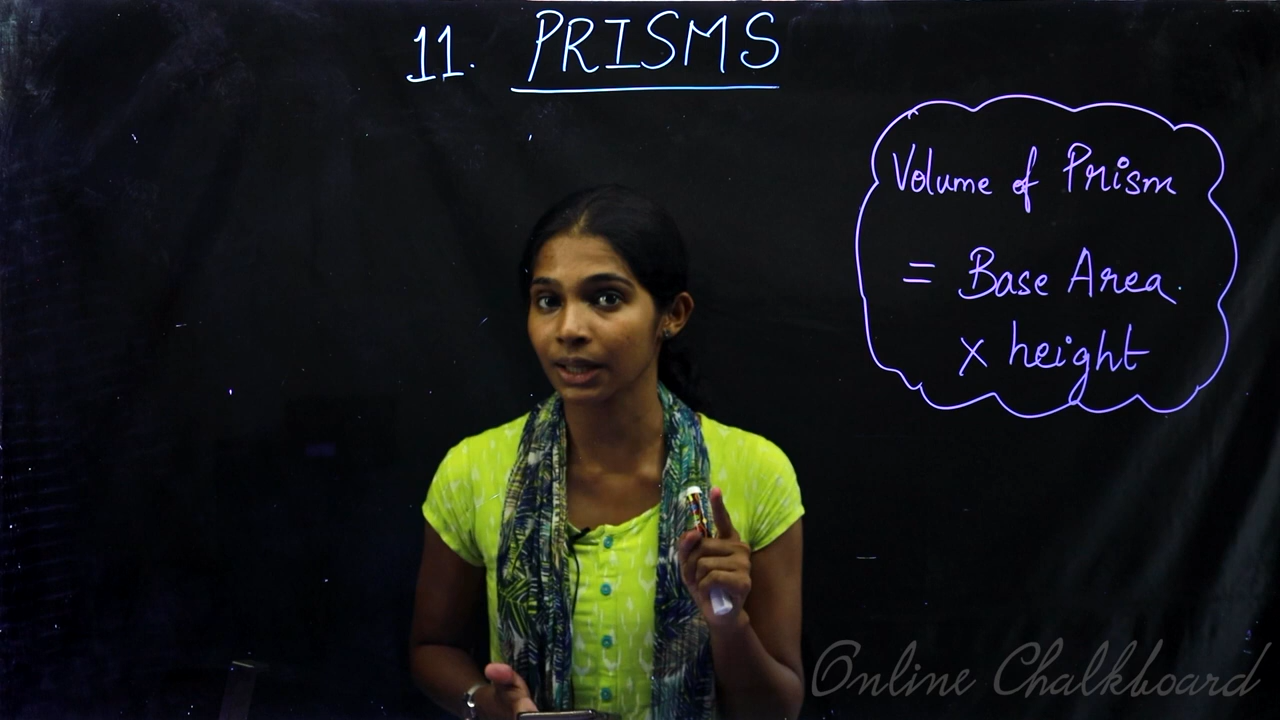 11. PRISMS
Volume of Prism
= Base Area.
x height
Online Chalkboard